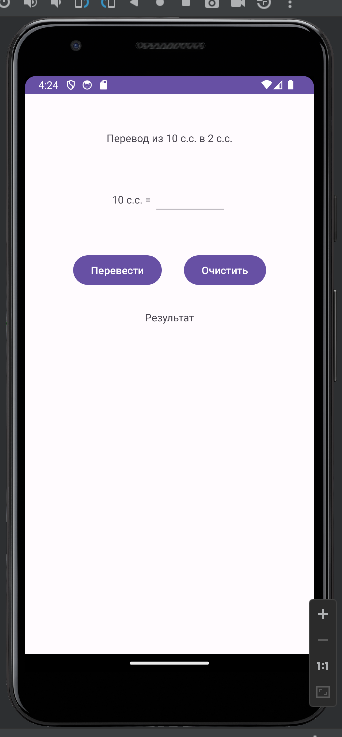 4:24
Перевод из 10 с.с. в 2 с.с.
10 с.с. =
Перевести Очистить
Результат
1:1